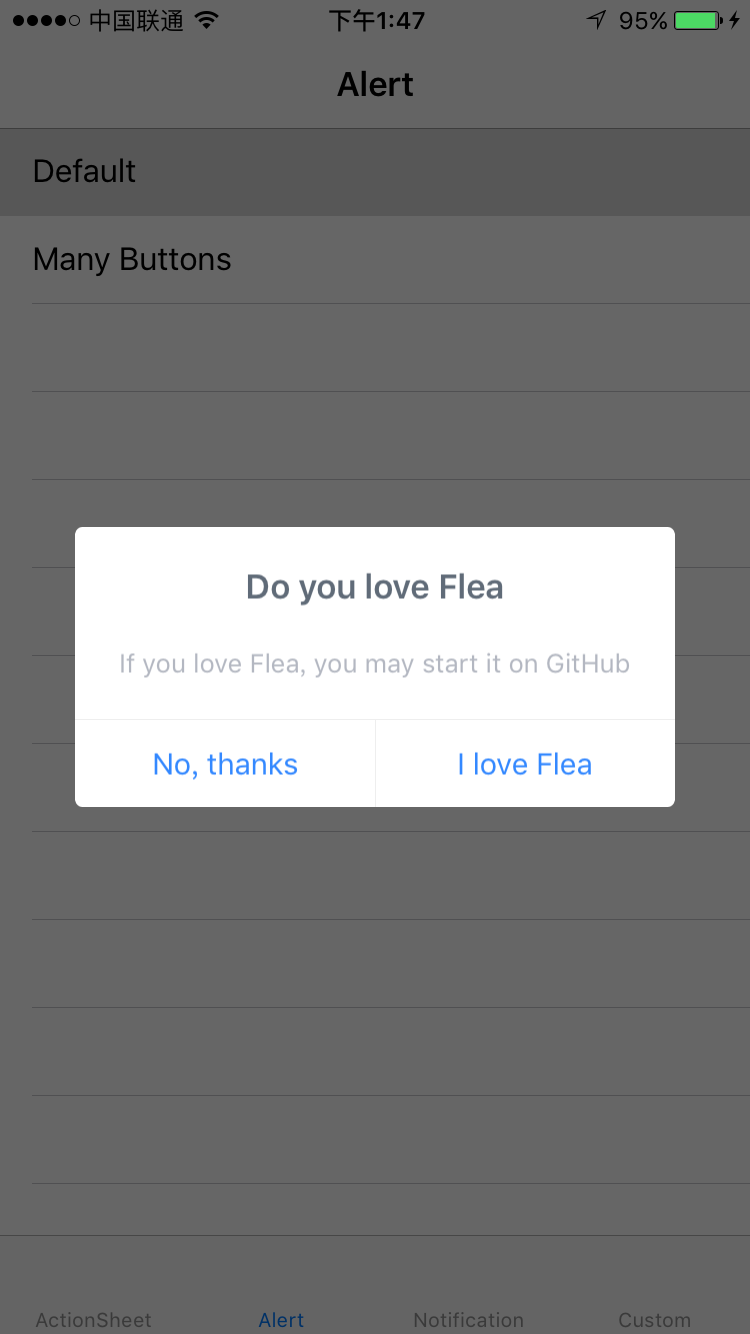 中国联通 下午1:47 95%
Alert
Default
Many Buttons
Do you love Flea
If you love Flea, you may start it on GitHub
No, thanks I love Flea
ActionSheet Alert Notification Custom